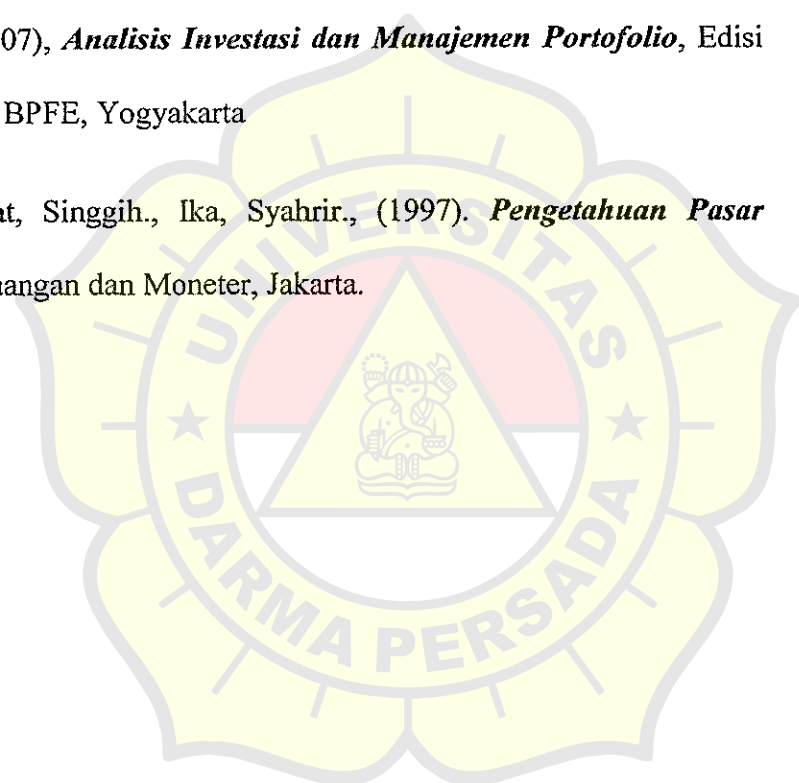 07), Analisis Investasi dan Manajemen Portofolio, Edisi
BPFE, Yogyakarta
at, Singgih., Ika, Syahrir., (1997). Pengetahuan Pasar
angan dan Moneter, Jakarta.
UNIVERSITAS
DARMA PERSADA